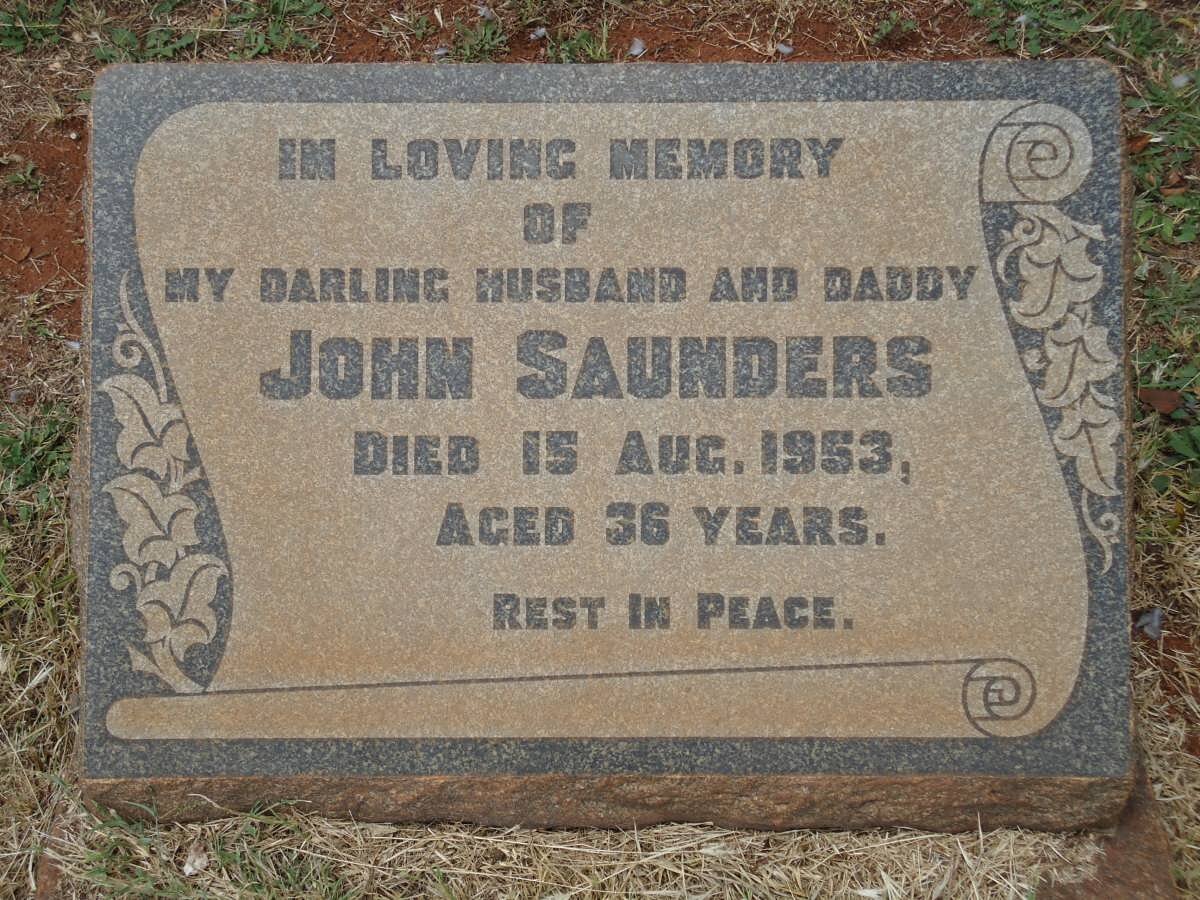 IN LOVING MEMORY
OF
MY DARLING HUSBAND AND DADDY
JOHN SAUNDERS
DIED 15 AUG. 1953,
AGED 36 YEARS.
REST IN PEACE.